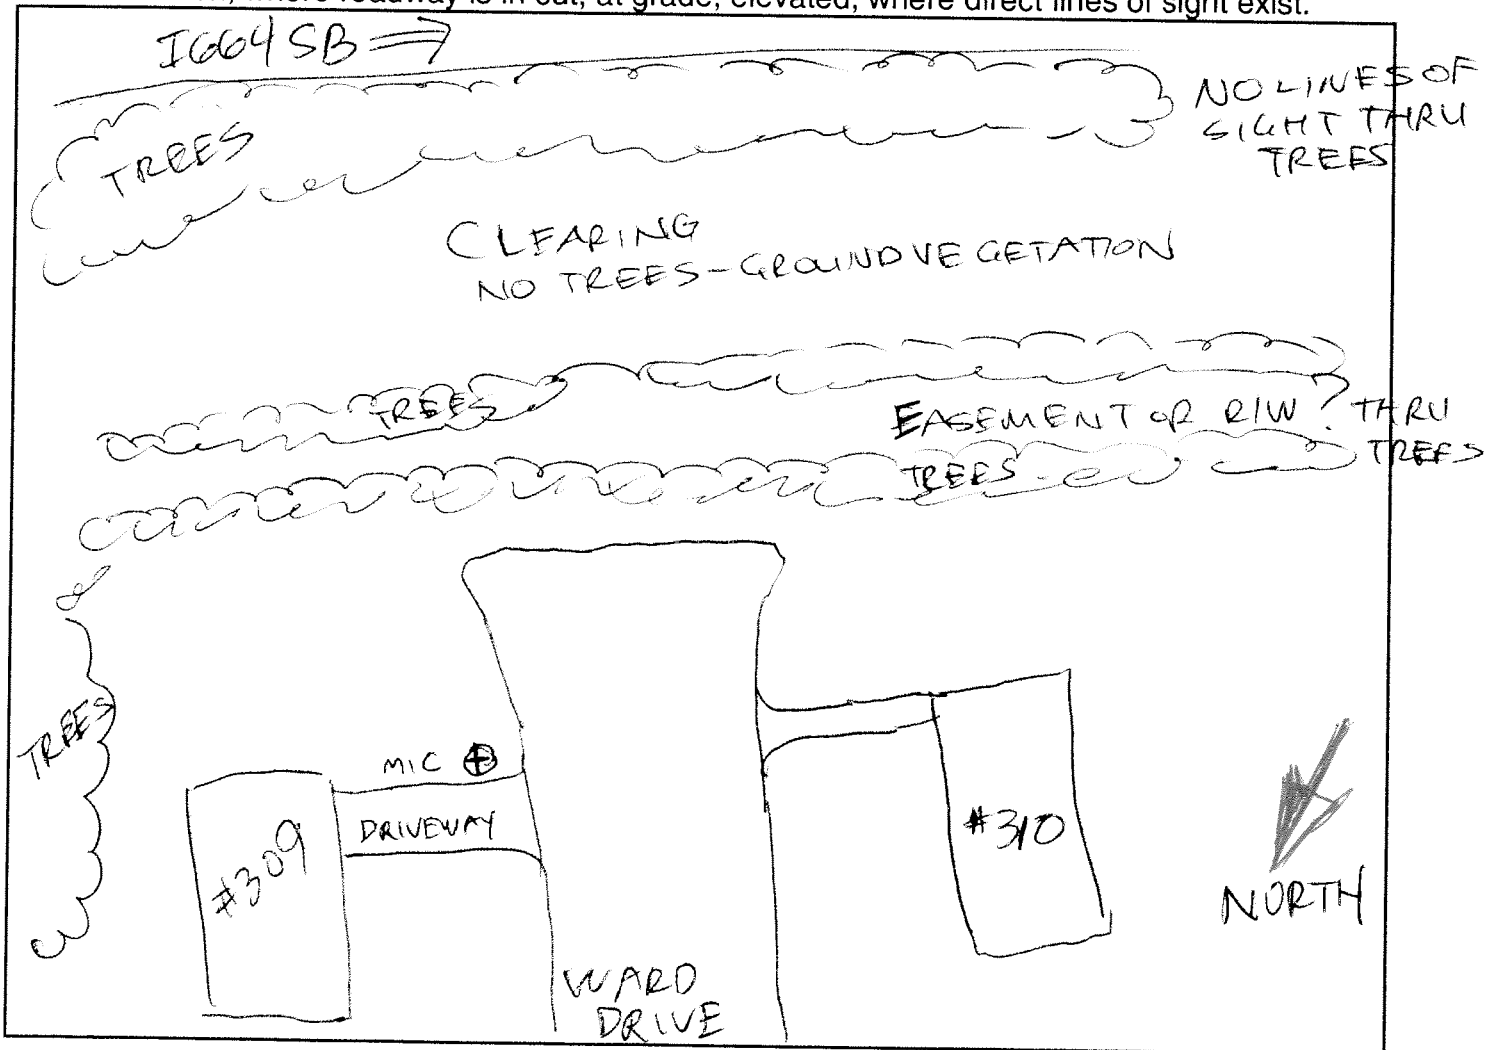 where roadway is in cut, at grade, elevated, where direct lines of sight exist.
I664 SB
NO LINES OF
SIGHT THRU
TREES
TREES
CLEARING
NO TREES - GROUND VEGETATION
TREES
EASEMENT OR R/W ? THRU
TREES
TREES
TREES
MIC
DRIVEWAY
#309
#310
NORTH
WARD
DRIVE